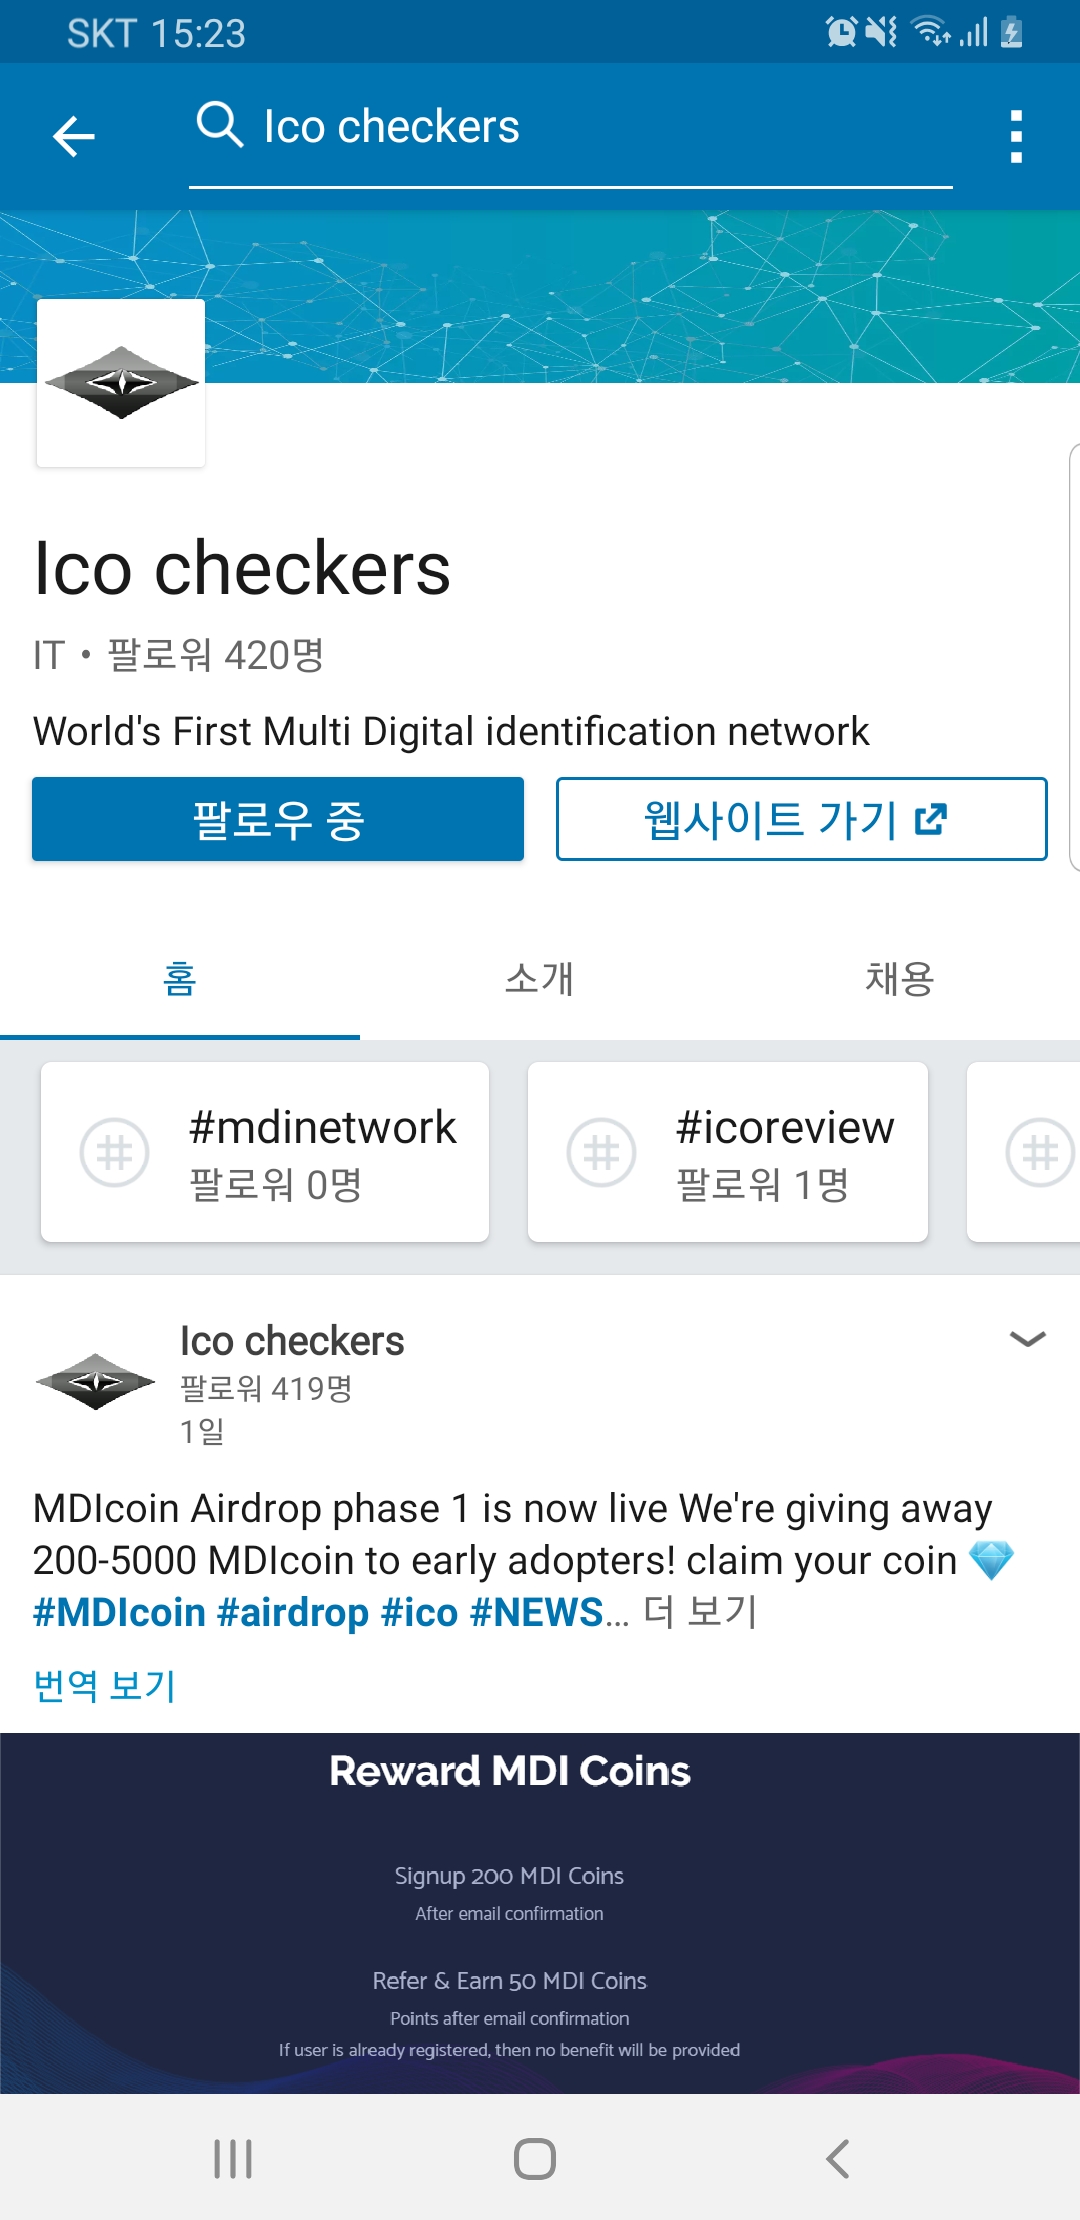 SKT 15:23
Ico checkers
Ico checkers
IT • 팔로워 420명
World's First Multi Digital identification network
팔로우 중
웹사이트 가기
홈
소개
채용
#mdinetwork
팔로워 0명
#icoreview
팔로워 1명
Ico checkers
팔로워 419명
1일
MDIcoin Airdrop phase 1 is now live We're giving away
200-5000 MDIcoin to early adopters! claim your coin 💎
#MDIcoin #airdrop #ico #NEWS... 더 보기
번역 보기
Reward MDI Coins
Signup 200 MDI Coins
After email confirmation
Refer & Earn 50 MDI Coins
Points after email confirmation
If user is already registered, then no benefit will be provided